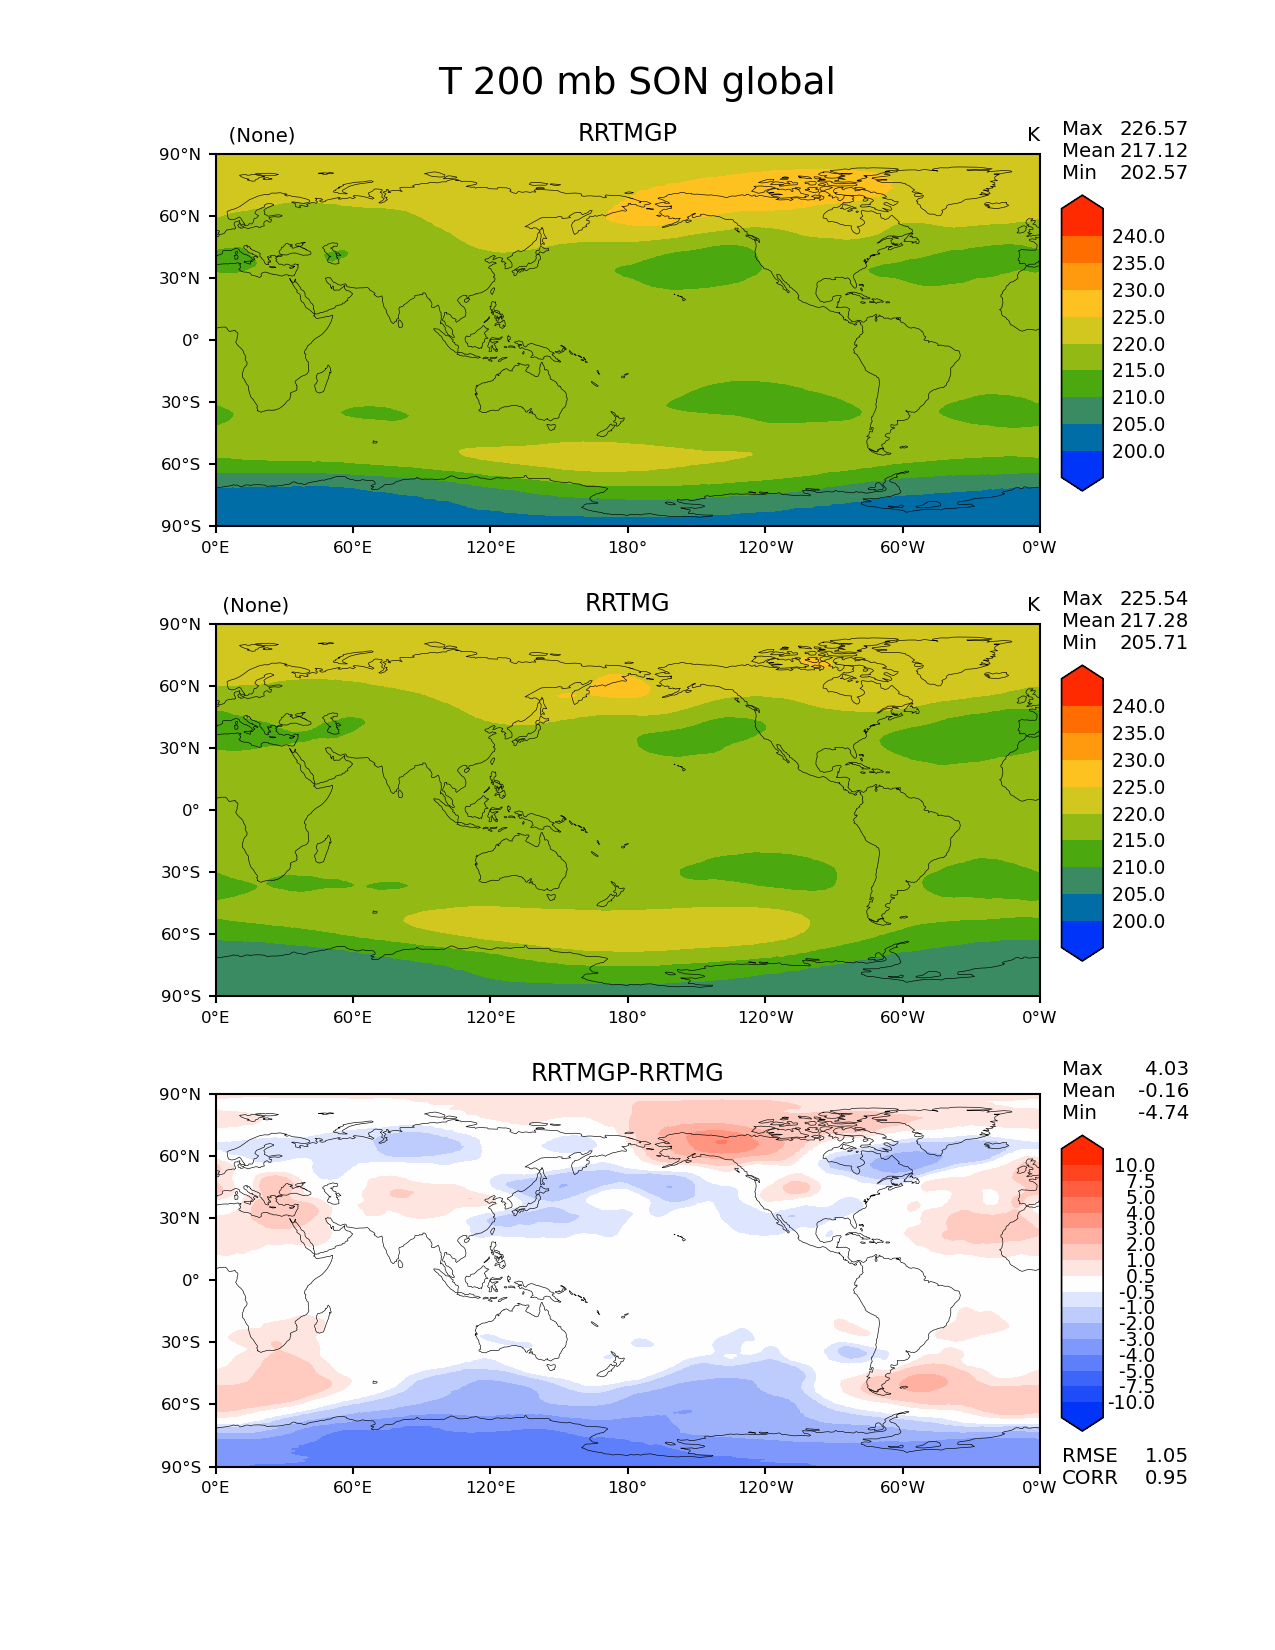 T 200 mb SON global
(None) RRTMGP K
Max 226.57
Mean 217.12
Min 202.57
90°N
60°N
30°N
0°
30°S
60°S
90°S
0°E 60°E 120°E 180° 120°W 60°W 0°W
240.0
235.0
230.0
225.0
220.0
215.0
210.0
205.0
200.0
(None) RRTMG K
Max 225.54
Mean 217.28
Min 205.71
90°N
60°N
30°N
0°
30°S
60°S
90°S
0°E 60°E 120°E 180° 120°W 60°W 0°W
240.0
235.0
230.0
225.0
220.0
215.0
210.0
205.0
200.0
RRTMGP-RRTMG
Max 4.03
Mean -0.16
Min -4.74
90°N
60°N
30°N
0°
30°S
60°S
90°S
0°E 60°E 120°E 180° 120°W 60°W 0°W
10.0
7.5
5.0
4.0
3.0
2.0
1.0
0.5
-0.5
-1.0
-2.0
-3.0
-4.0
-5.0
-7.5
-10.0
RMSE 1.05
CORR 0.95